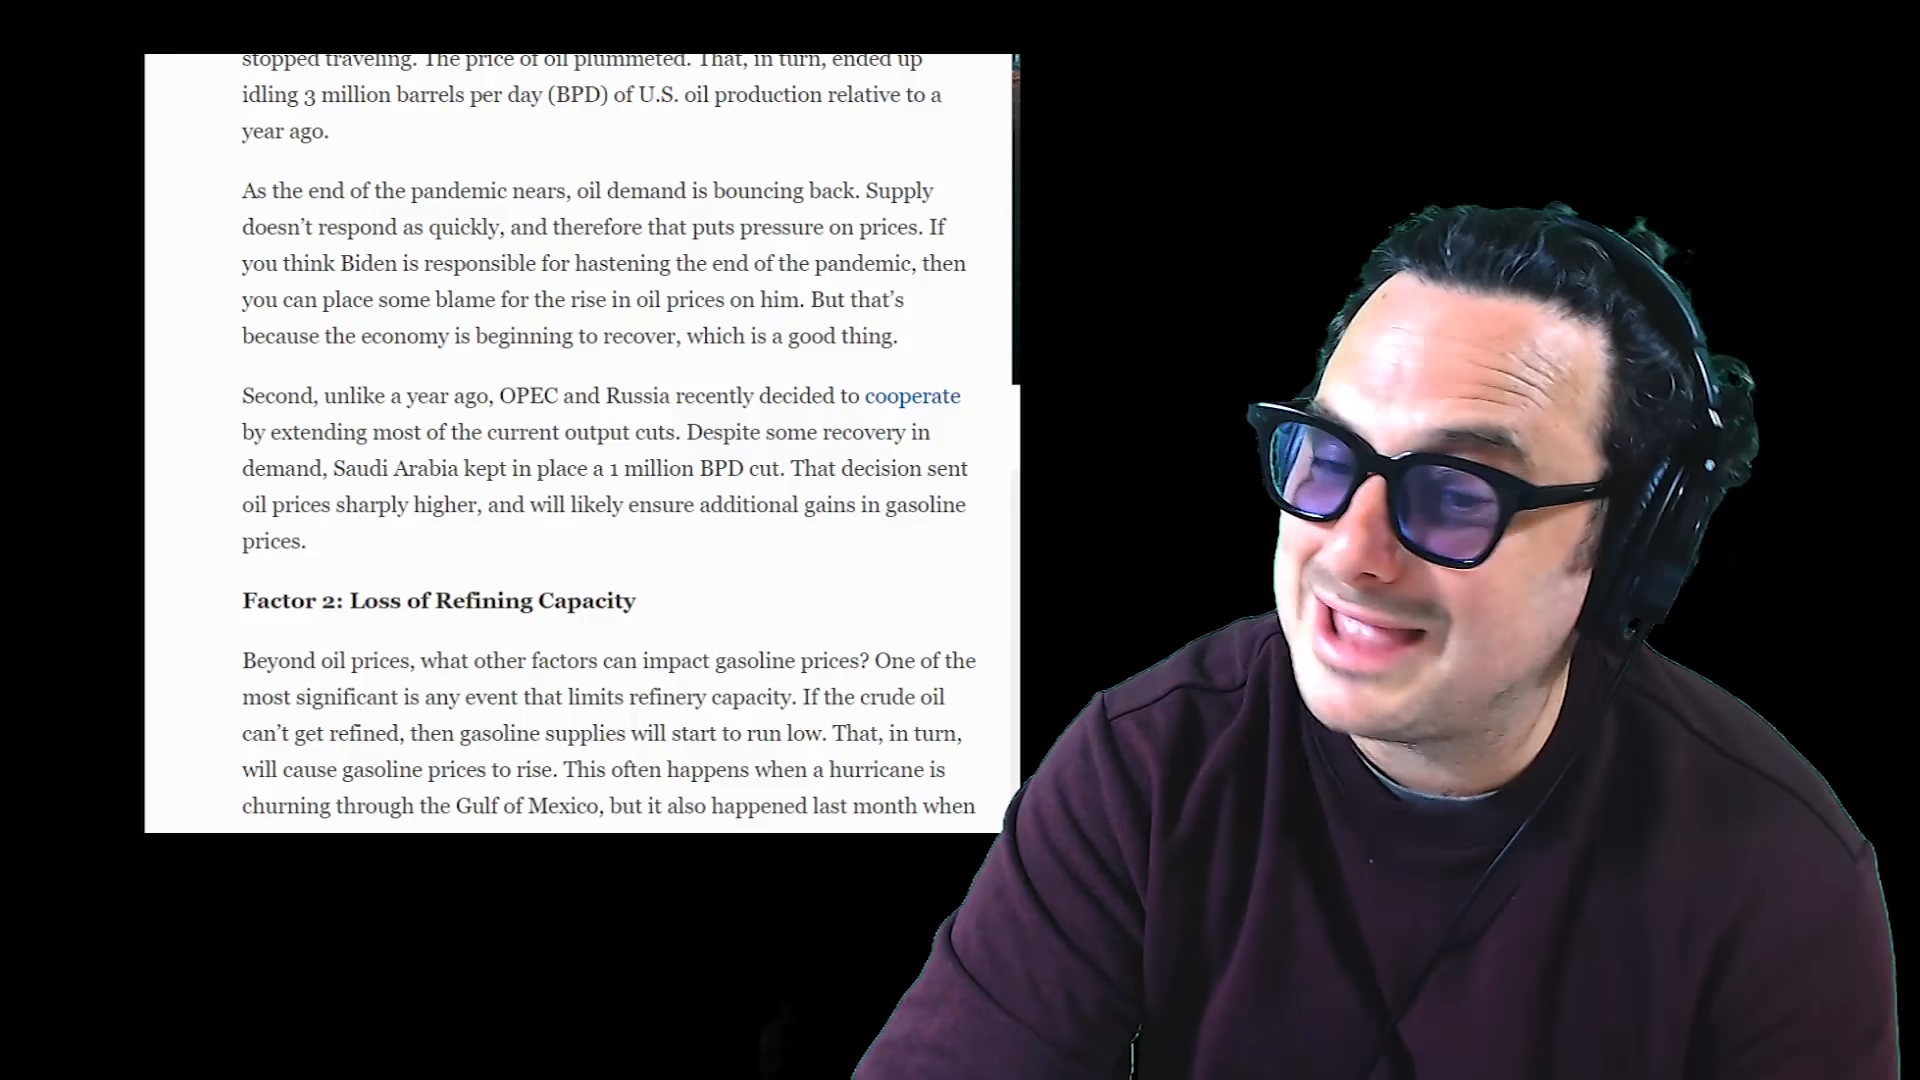 stopped traveling. The price of oil plummeted. That, in turn, ended up
idling 3 million barrels per day (BPD) of U.S. oil production relative to a
year ago.
As the end of the pandemic nears, oil demand is bouncing back. Supply
doesn’t respond as quickly, and therefore that puts pressure on prices. If
you think Biden is responsible for hastening the end of the pandemic, then
you can place some blame for the rise in oil prices on him. But that’s
because the economy is beginning to recover, which is a good thing.
Second, unlike a year ago, OPEC and Russia recently decided to cooperate
by extending most of the current output cuts. Despite some recovery in
demand, Saudi Arabia kept in place a 1 million BPD cut. That decision sent
oil prices sharply higher, and will likely ensure additional gains in gasoline
prices.
Factor 2: Loss of Refining Capacity
Beyond oil prices, what other factors can impact gasoline prices? One of the
most significant is any event that limits refinery capacity. If the crude oil
can’t get refined, then gasoline supplies will start to run low. That, in turn,
will cause gasoline prices to rise. This often happens when a hurricane is
churning through the Gulf of Mexico, but it also happened last month when